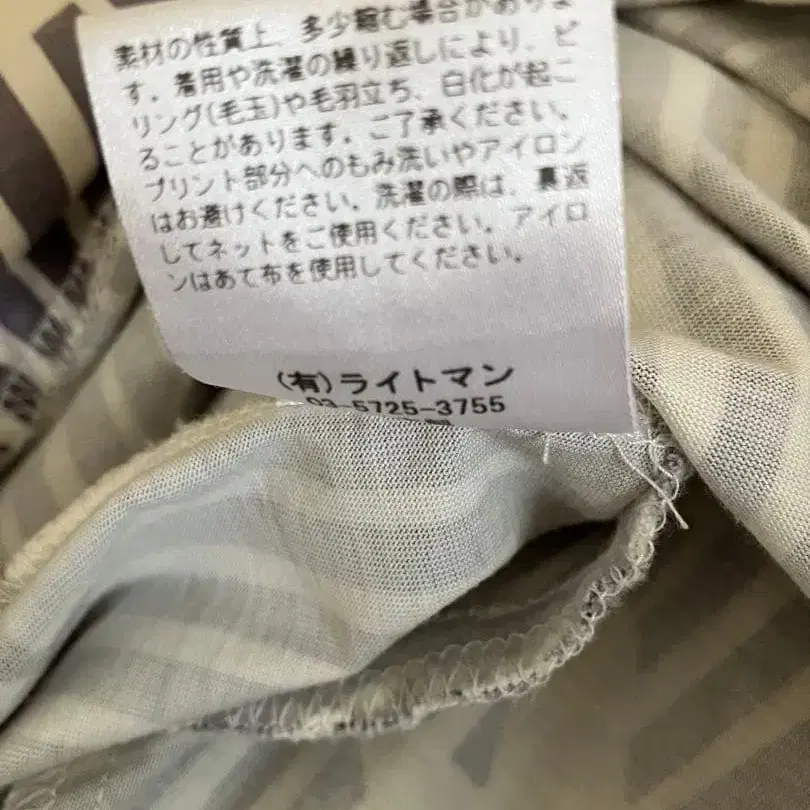 素材の性質上、多少縮む場合がありま
す。着用や洗濯の繰り返しにより、ピ
リング(毛玉)や毛羽立ち、白化が起こ
ることがあります。ご了承ください。
プリント部分へのもみ洗いやアイロン
はお避けください。洗濯の際は、裏返
してネットをご使用ください。アイロ
ンはあて布を使用してください。
(有)ライトマン
03-5725-3755